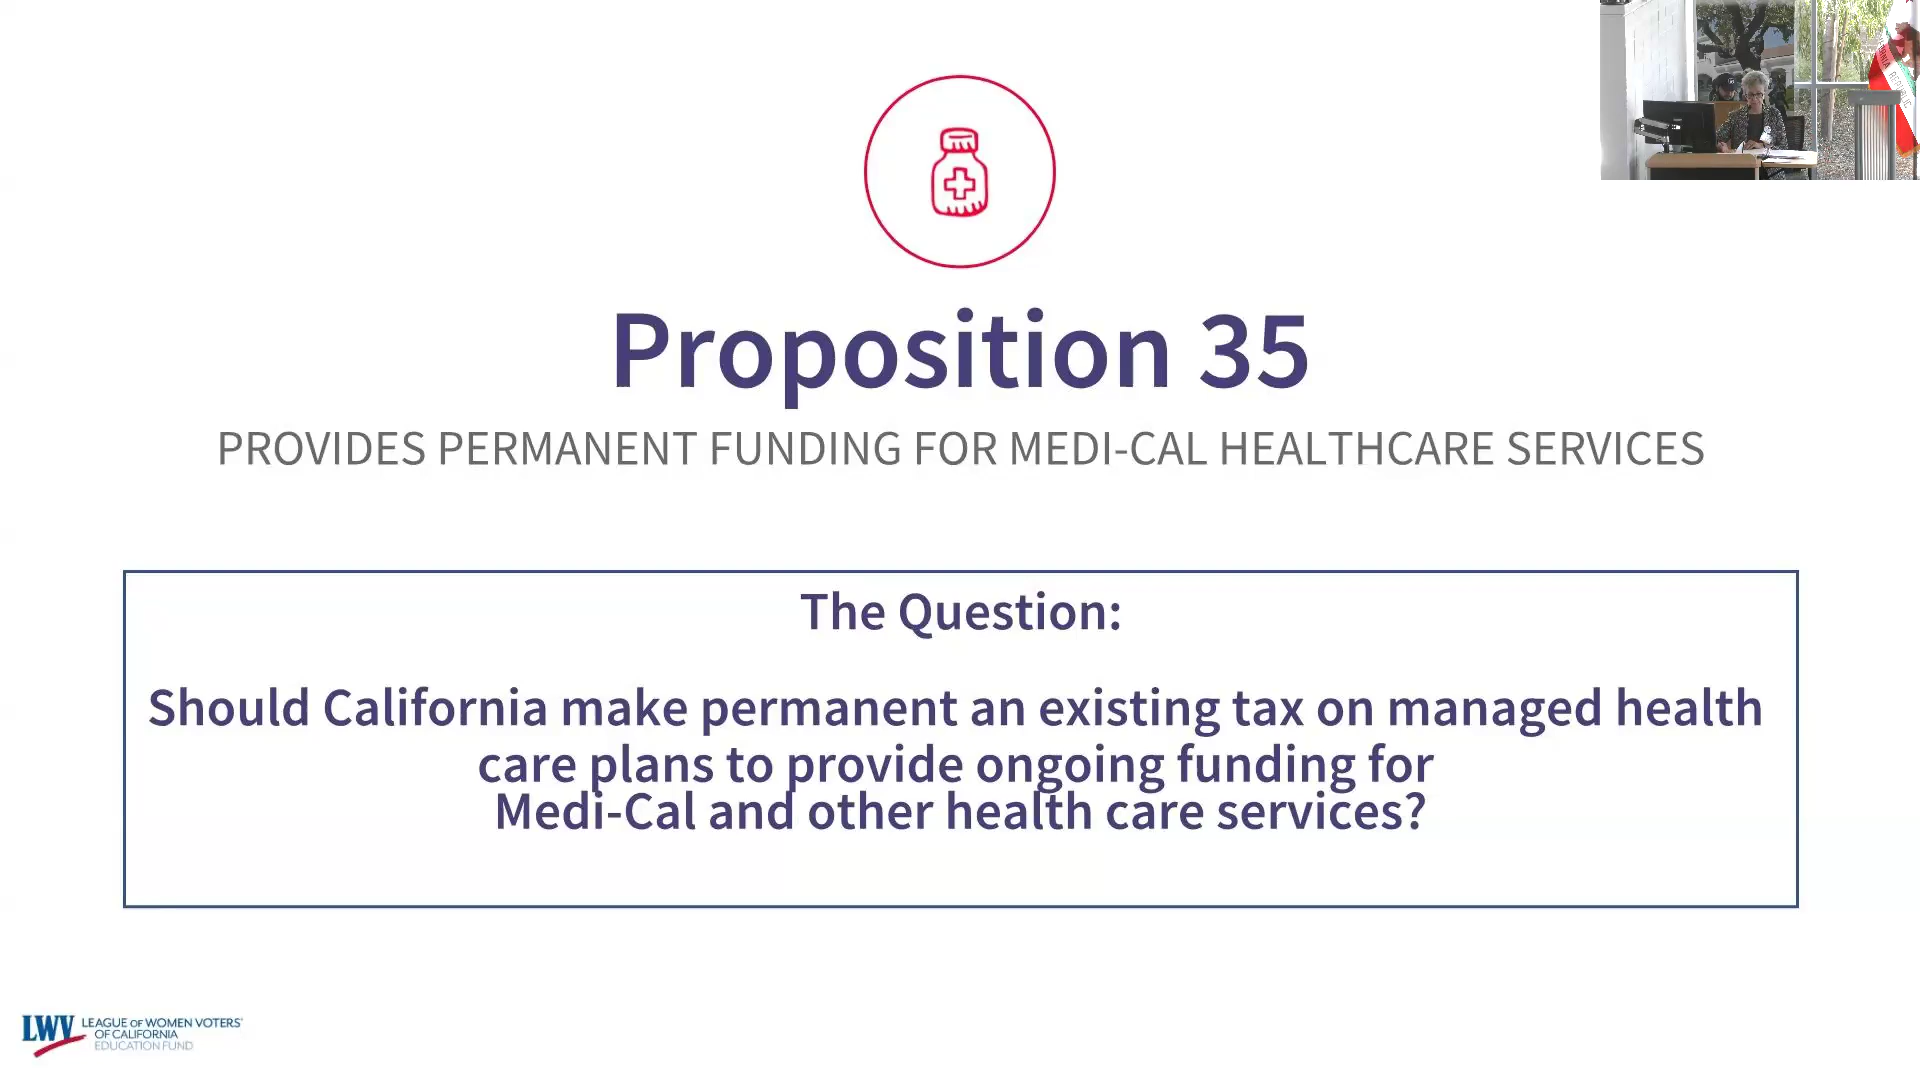 Proposition 35
PROVIDES PERMANENT FUNDING FOR MEDI-CAL HEALTHCARE SERVICES
The Question:
Should California make permanent an existing tax on managed health
care plans to provide ongoing funding for
Medi-Cal and other health care services?
LWV LEAGUE OF WOMEN VOTERS®
OF CALIFORNIA
EDUCATION FUND
REPUBLIC